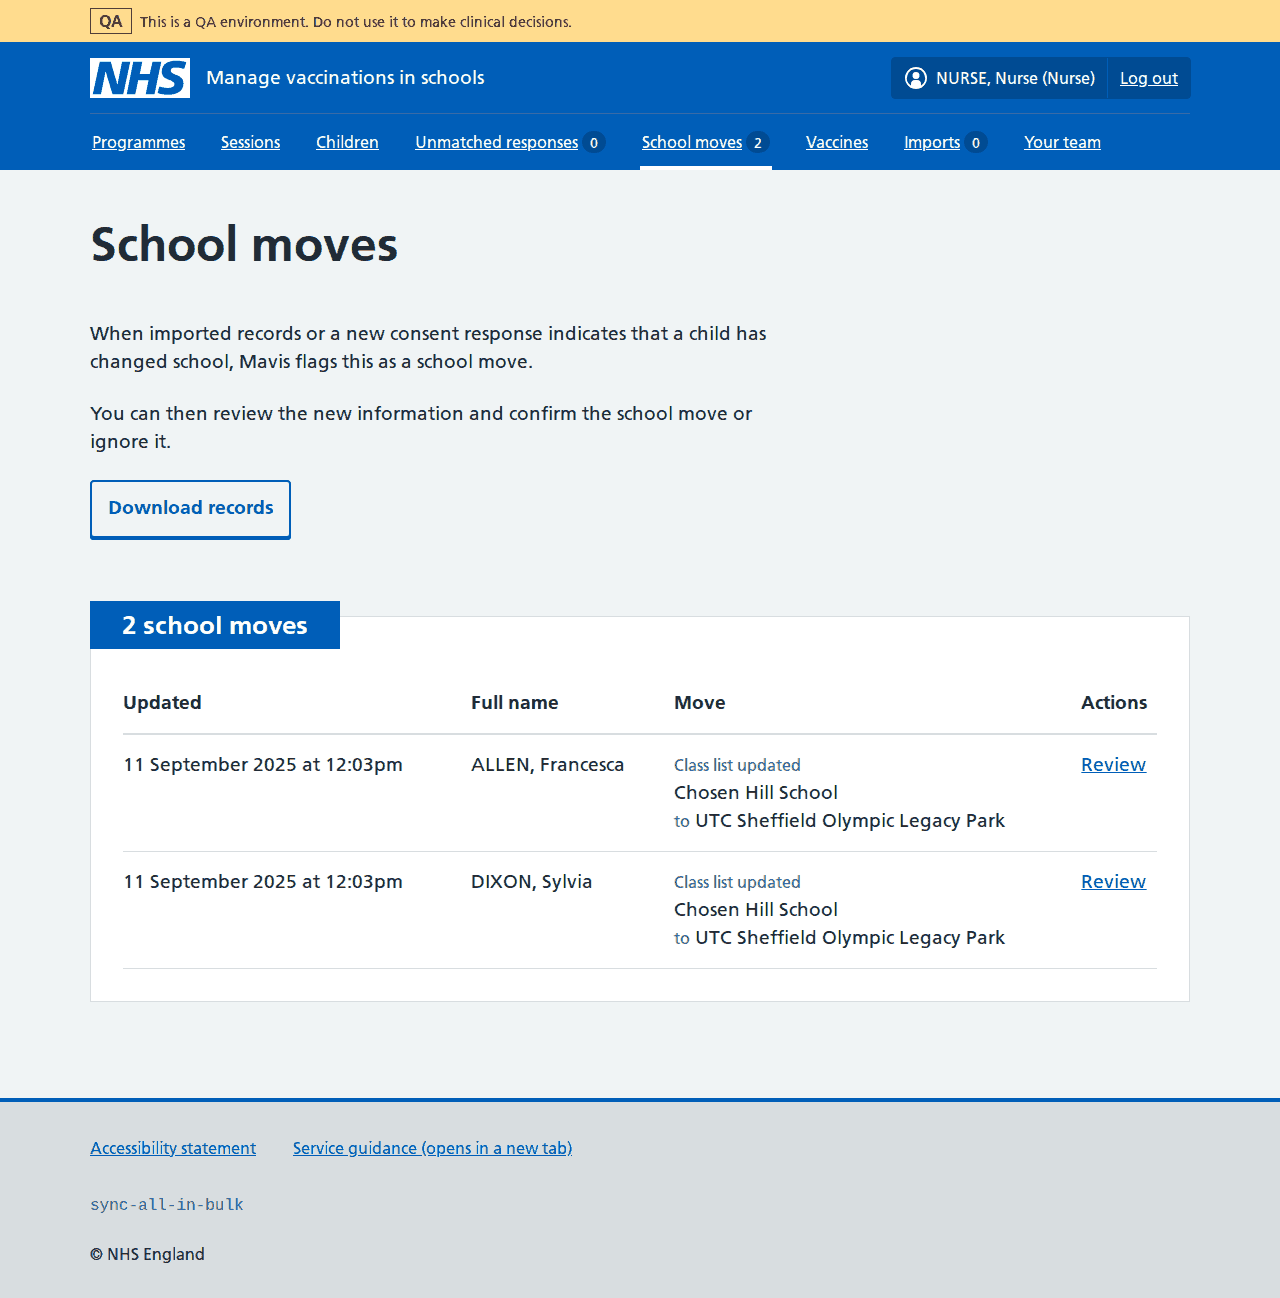 QA This is a QA environment. Do not use it to make clinical decisions.
NHS Manage vaccinations in schools NURSE, Nurse (Nurse) Log out
Programmes Sessions Children Unmatched responses 0 School moves 2 Vaccines Imports 0 Your team
School moves
When imported records or a new consent response indicates that a child has
changed school, Mavis flags this as a school move.
You can then review the new information and confirm the school move or
ignore it.
Download records
2 school moves
Updated Full name Move Actions
11 September 2025 at 12:03pm ALLEN, Francesca Class list updated Review
Chosen Hill School
to UTC Sheffield Olympic Legacy Park
11 September 2025 at 12:03pm DIXON, Sylvia Class list updated Review
Chosen Hill School
to UTC Sheffield Olympic Legacy Park
Accessibility statement Service guidance (opens in a new tab)
sync-all-in-bulk
© NHS England